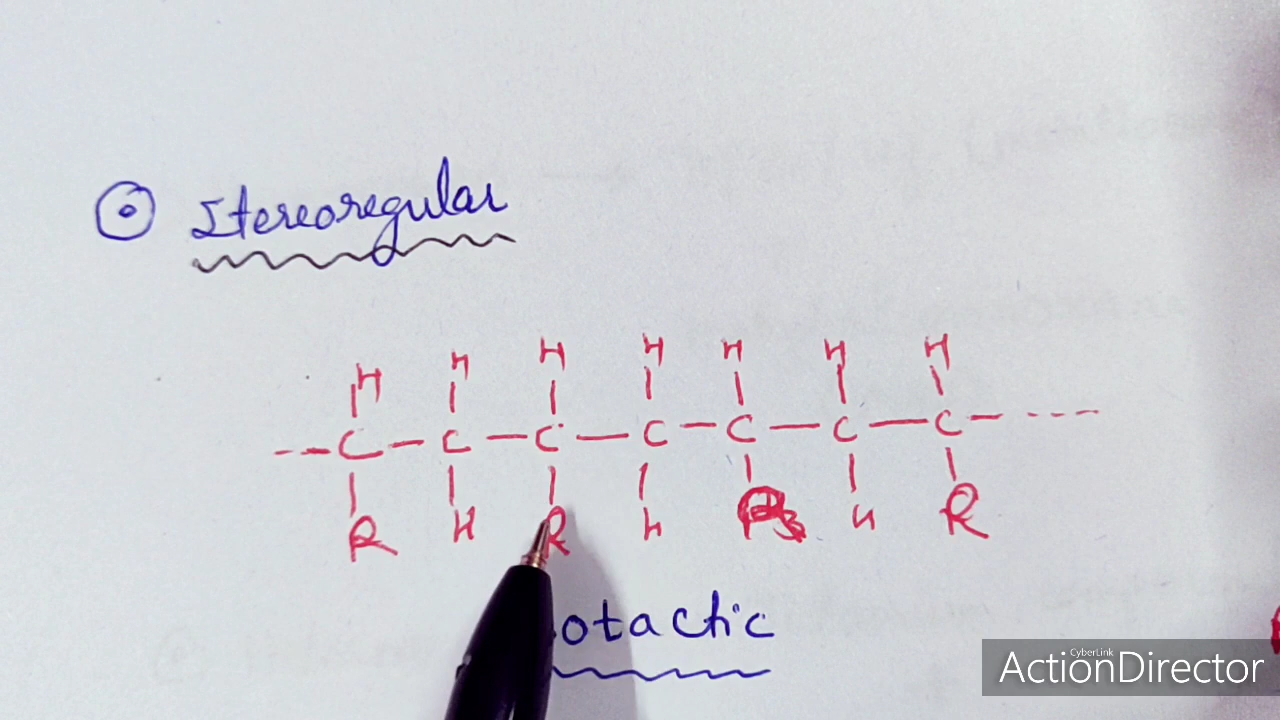 Stereoregular
H H H H H H H
--- C — C — C — C — C — C — C — ----
R H R H R H R
otactic
CyberLink
ActionDirector